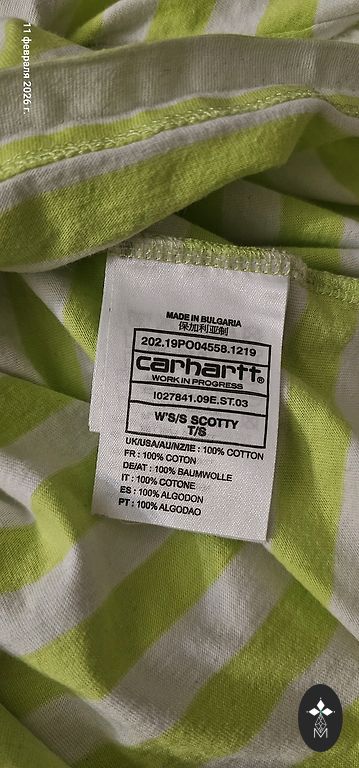 11 февраля 2026 г.
MADE IN BULGARIA
保加利亚制
202.19PO04558.1219
carhartt®
WORK IN PROGRESS
I027841.09E.ST.03
W'S/S SCOTTY
T/S
UK/USA/AU/NZ/IE : 100% COTTON
FR : 100% COTON
DE/AT : 100% BAUMWOLLE
IT : 100% COTONE
ES : 100% ALGODON
PT : 100% ALGODAO
M